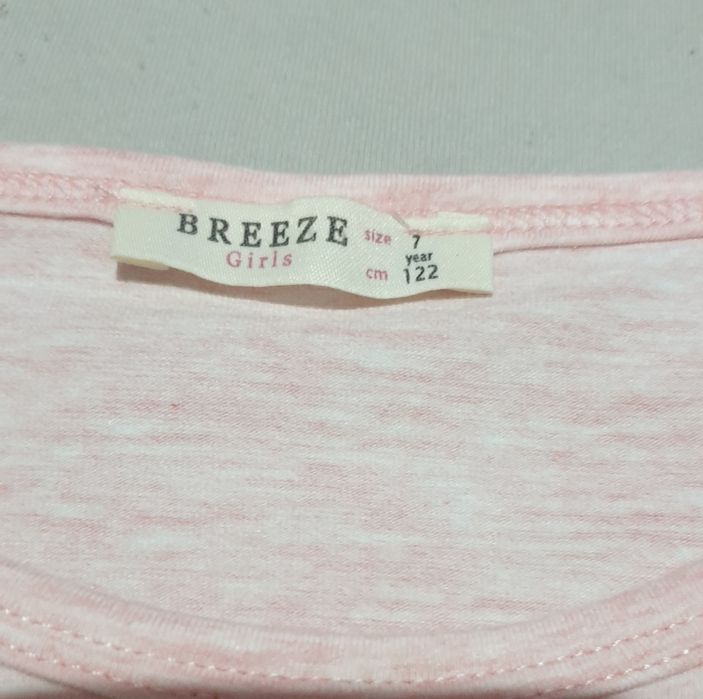 BREEZE
Girls
size 7
year
cm 122